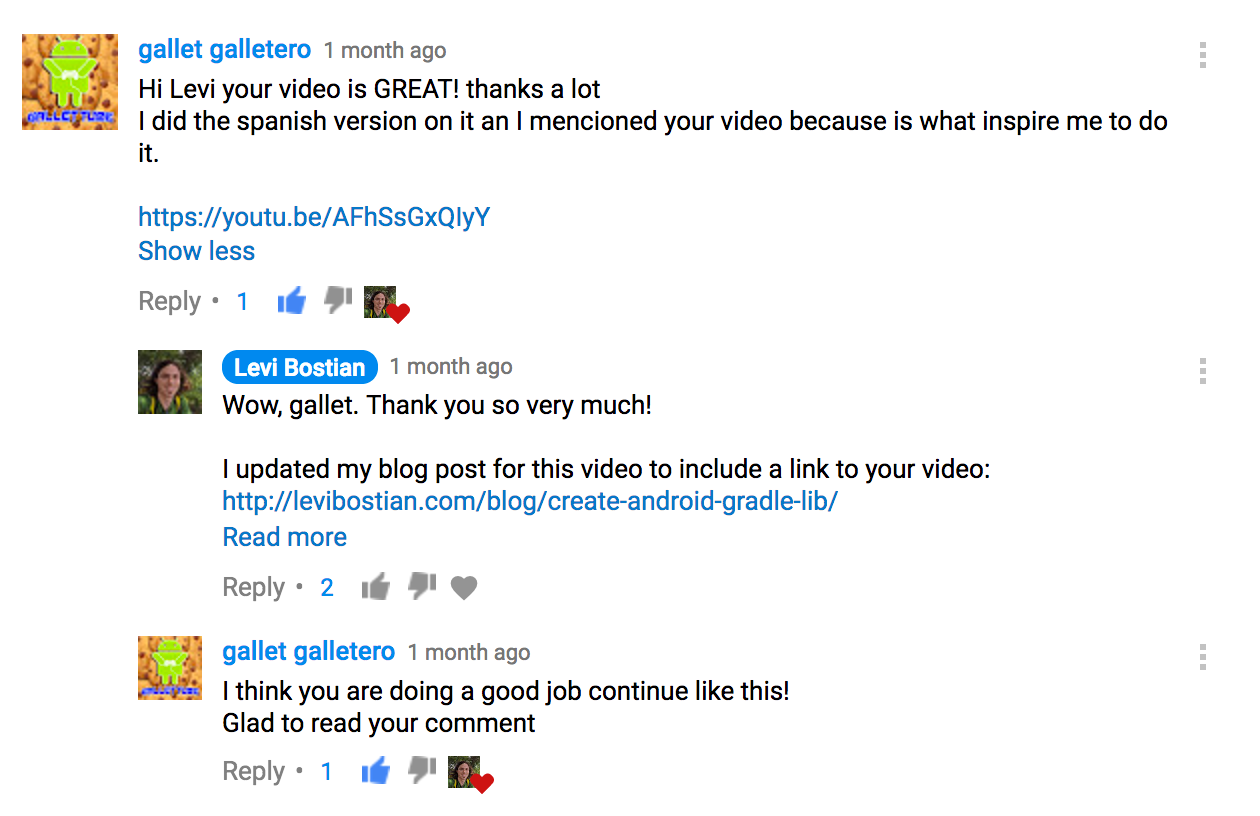 gallet galletero 1 month ago
Hi Levi your video is GREAT! thanks a lot
I did the spanish version on it an I mencioned your video because is what inspire me to do
it.
https://youtu.be/AFhSsGxQIyY
Show less
Reply • 1
Levi Bostian 1 month ago
Wow, gallet. Thank you so very much!
I updated my blog post for this video to include a link to your video:
http://levibostian.com/blog/create-android-gradle-lib/
Read more
Reply • 2
gallet galletero 1 month ago
I think you are doing a good job continue like this!
Glad to read your comment
Reply • 1